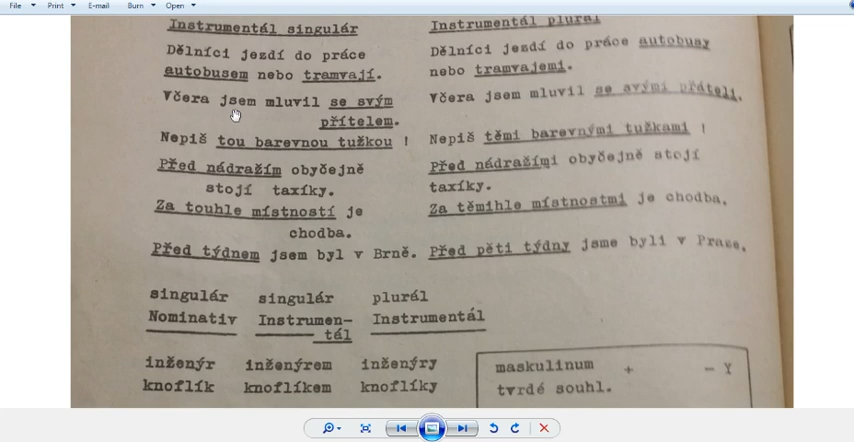 File Print E-mail Burn Open
Instrumentál singulár
Dělníci jezdí do práce
autobusem nebo tramvají.
Včera jsem mluvil se svým
přítelem.
Nepiš tou barevnou tužkou !
Před nádražím obyčejně
stojí taxíky.
Za touhle místností je
chodba.
Před týdnem jsem byl v Brně.
Instrumentál plurál
Dělníci jezdí do práce autobusy
nebo tramvajemi.
Včera jsem mluvil se svými přáteli.
Nepiš těmi barevnými tužkami !
Před nádražími obyčejně stojí
taxíky.
Za těmihle místnostmi je chodba.
Před pěti týdny jsme byli v Praze.
singulár singulár plurál
Nominativ Instrumen- Instrumentál
tál
inženýr inženýrem inženýry
knoflík knoflíkem knoflíky
maskulinum + - Y
tvrdé souhl.